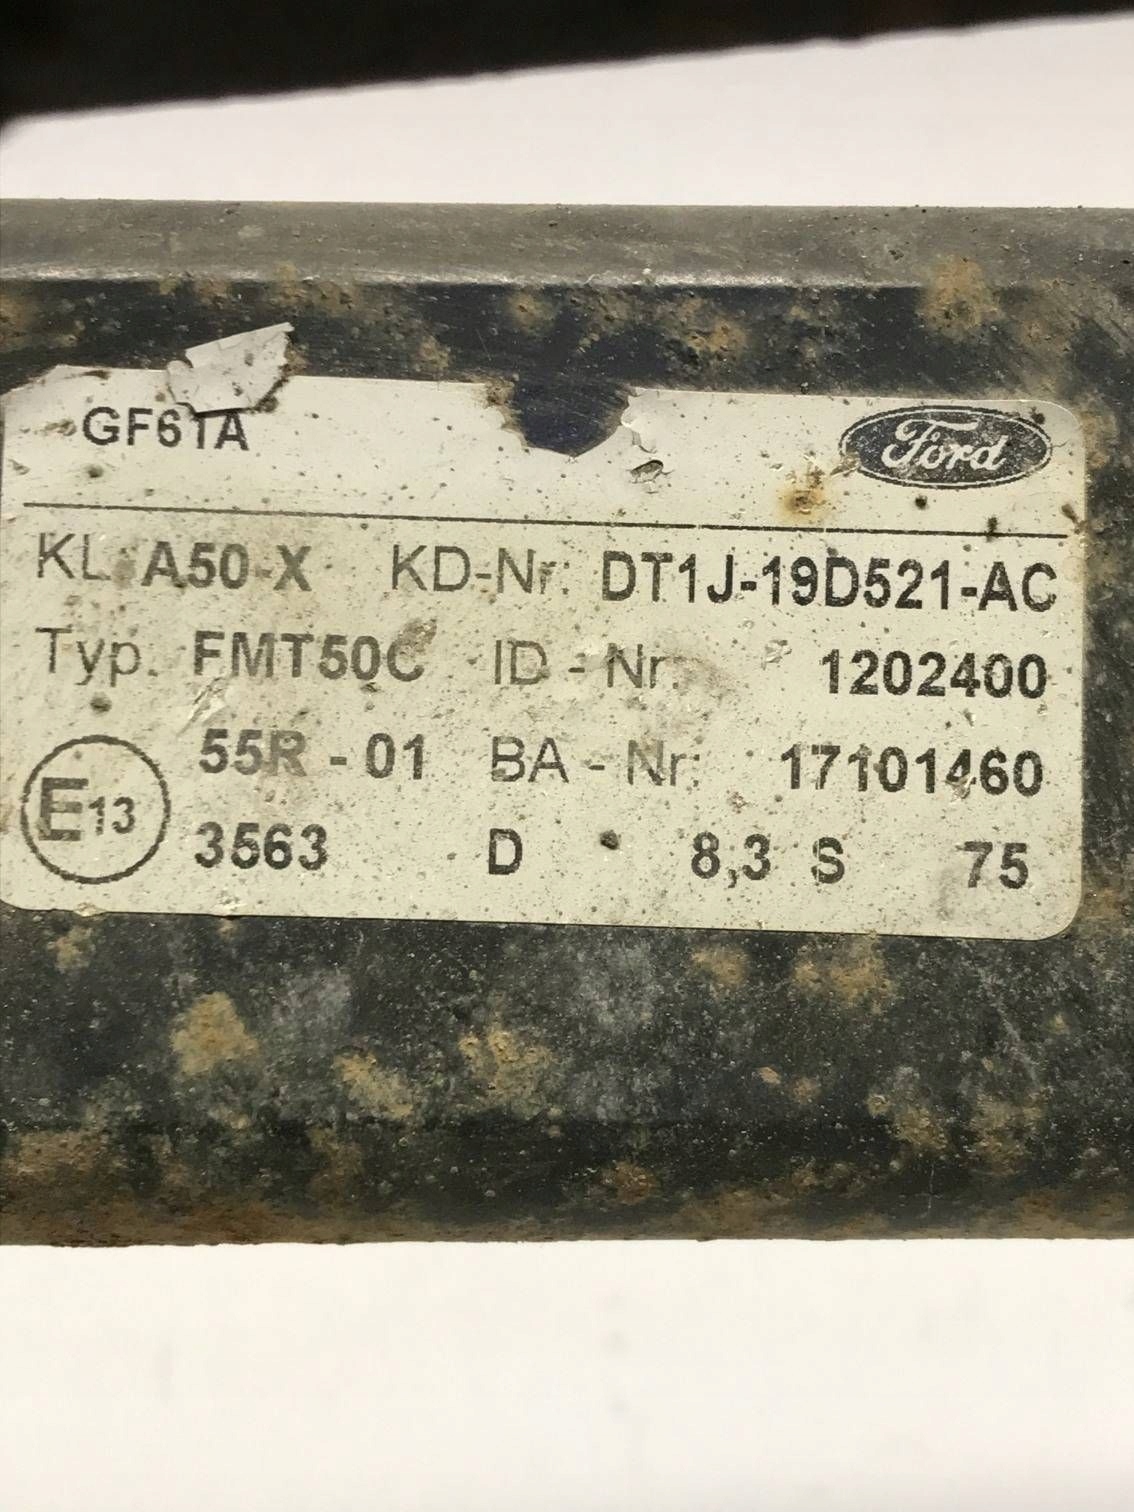 GF61A
Ford
KL. A50-X KD-Nr. DT1J-19D521-AC
Typ. FMT50C ID - Nr. 1202400
55R - 01 BA - Nr. 17101460
E13
3563 D 8,3 S 75